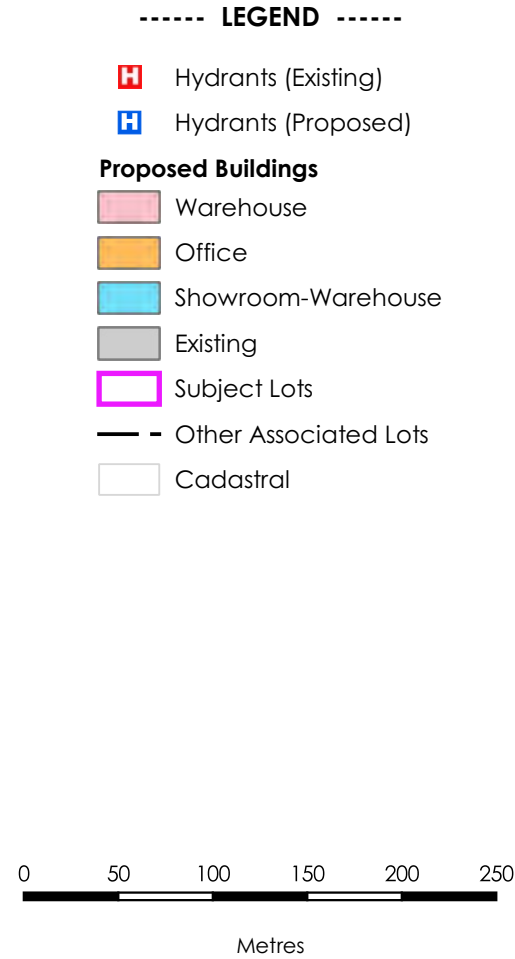 ------ LEGEND ------
H Hydrants (Existing)
H Hydrants (Proposed)
Proposed Buildings
Warehouse
Office
Showroom-Warehouse
Existing
Subject Lots
Other Associated Lots
Cadastral
0 50 100 150 200 250
Metres